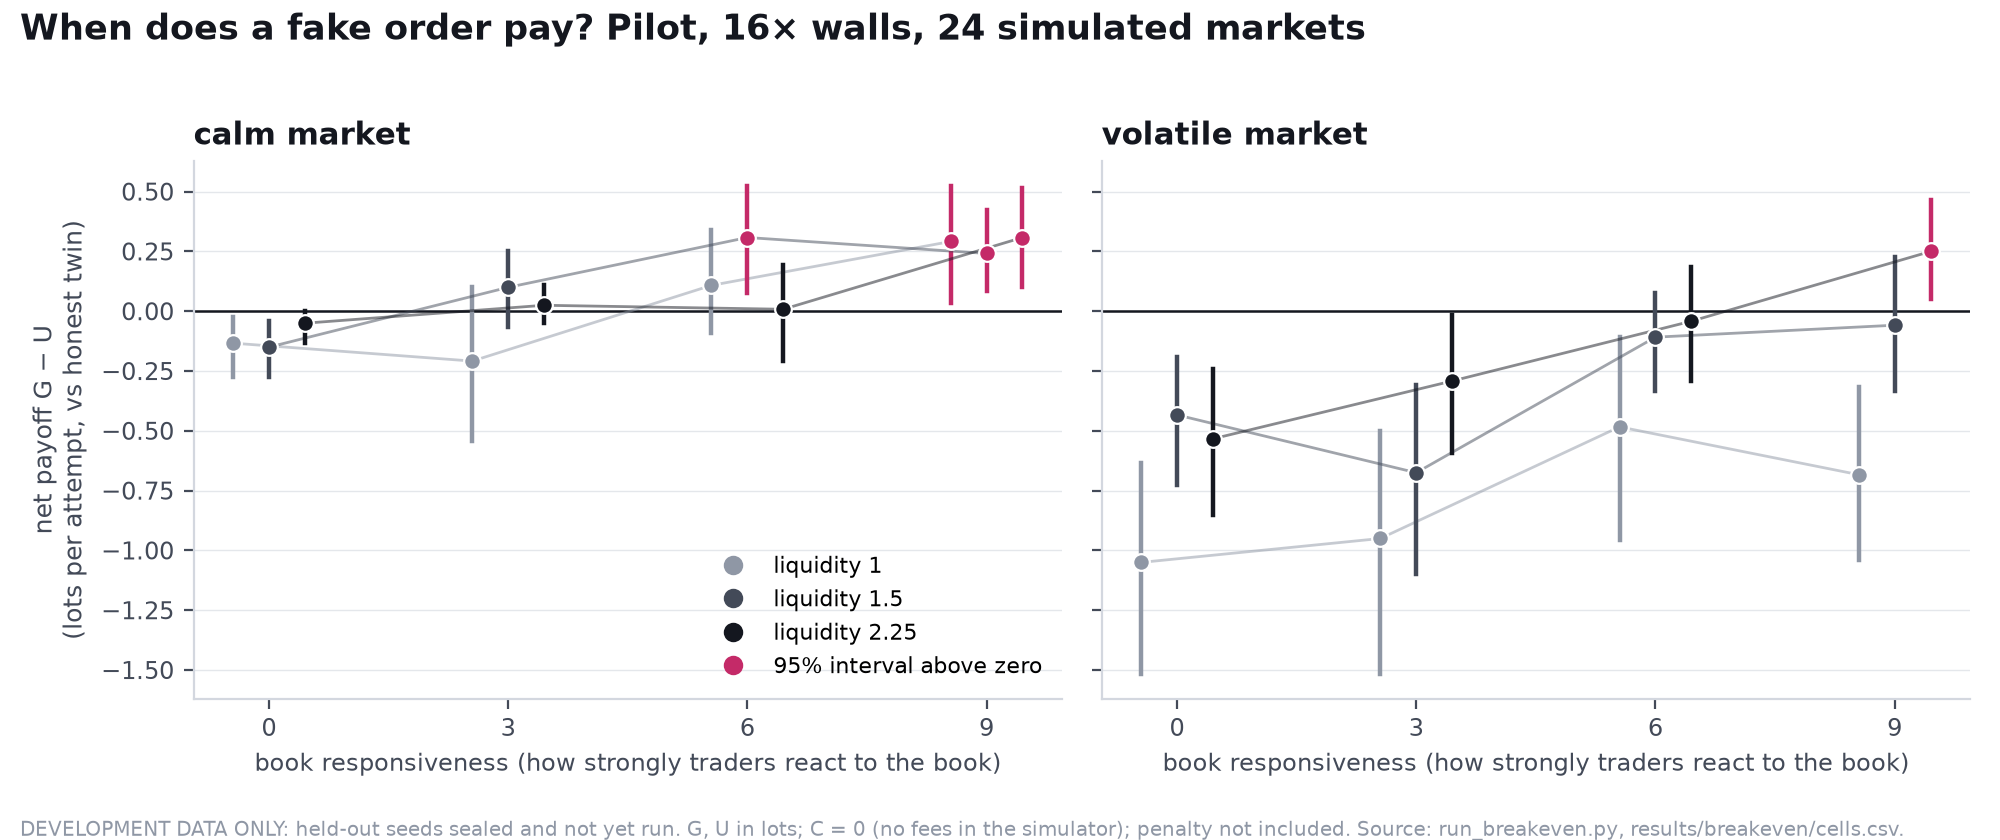 When does a fake order pay? Pilot, 16× walls, 24 simulated markets
calm market
net payoff G − U
(lots per attempt, vs honest twin)
0.50
0.25
0.00
−0.25
−0.50
−0.75
−1.00
−1.25
−1.50
liquidity 1
liquidity 1.5
liquidity 2.25
95% interval above zero
0 3 6 9
book responsiveness (how strongly traders react to the book)
volatile market
0 3 6 9
book responsiveness (how strongly traders react to the book)
DEVELOPMENT DATA ONLY: held-out seeds sealed and not yet run. G, U in lots; C = 0 (no fees in the simulator); penalty not included. Source: run_breakeven.py, results/breakeven/cells.csv.